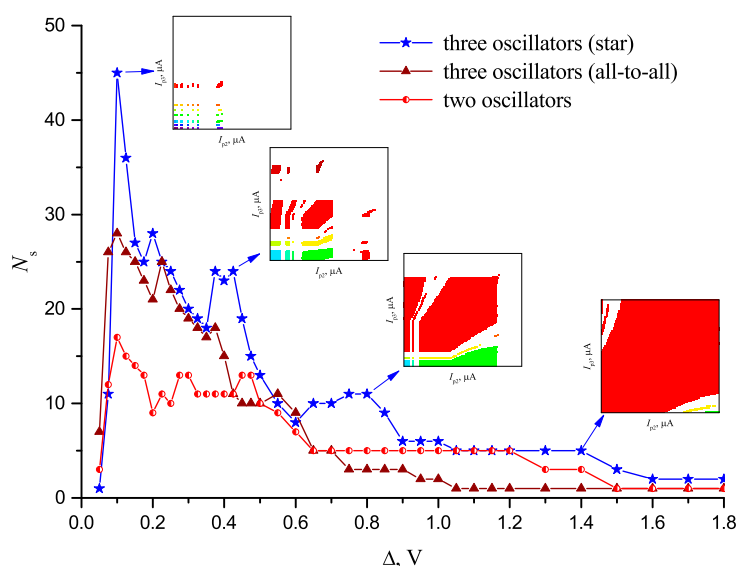 50
40
30
20
10
0
N_s
three oscillators (star)
three oscillators (all-to-all)
two oscillators
I_p3, μA
I_p2, μA
I_p3, μA
I_p2, μA
I_p3, μA
I_p2, μA
I_p3, μA
I_p2, μA
0.0 0.2 0.4 0.6 0.8 1.0 1.2 1.4 1.6 1.8
Δ, V